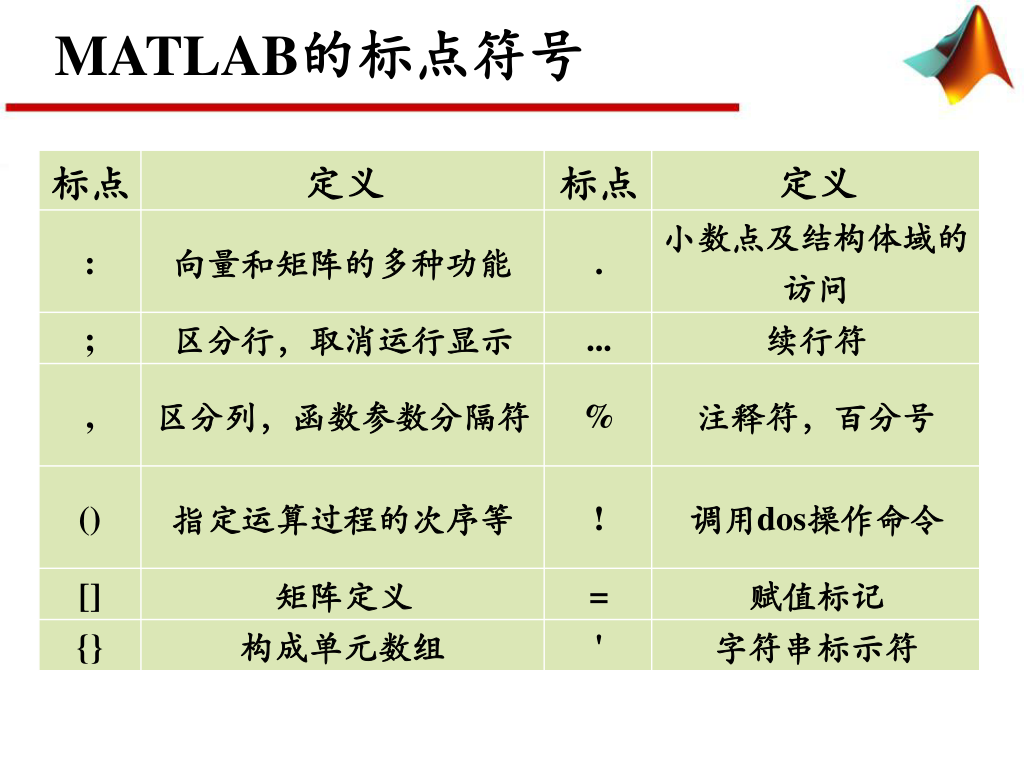 MATLAB的标点符号
标点 定义 标点 定义
: 向量和矩阵的多种功能 . 小数点及结构体域的
访问
; 区分行，取消运行显示 ... 续行符
, 区分列，函数参数分隔符 % 注释符，百分号
() 指定运算过程的次序等 ! 调用dos操作命令
[] 矩阵定义 = 赋值标记
{} 构成单元数组 ' 字符串标示符